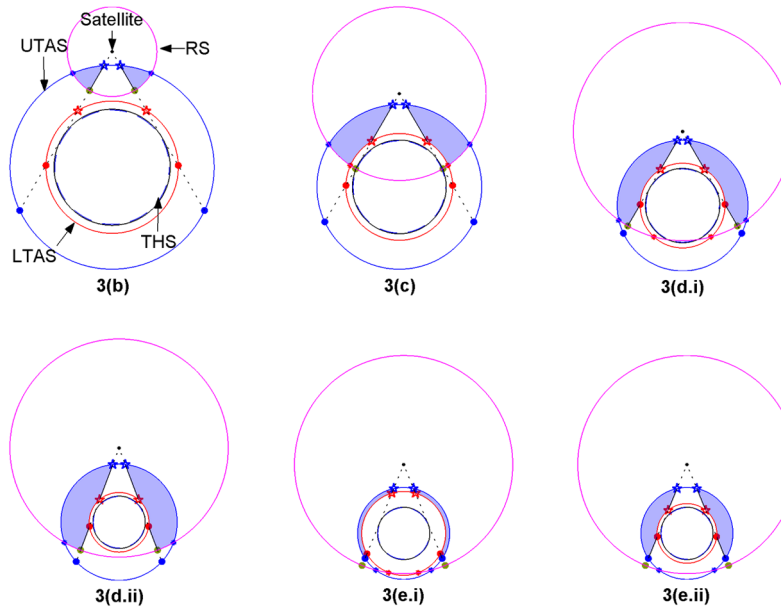 Satellite
UTAS
RS
LTAS
THS
3(b)
3(c)
3(d.i)
3(d.ii)
3(e.i)
3(e.ii)